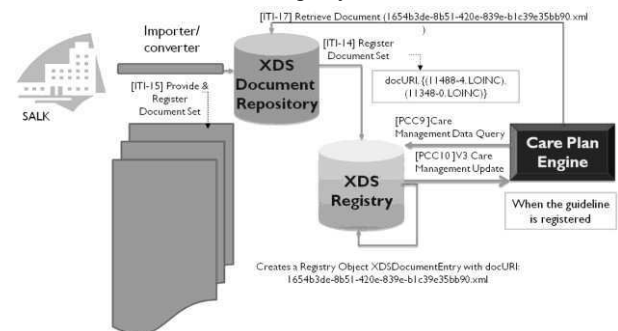 [ITI-17] Retrieve Document (1654b3de-8b51-420e-839e-b1c39e35bb90.xml
)
Importer/
converter
[ITI-14] Register
Document Set
XDS
Document
Repository
docURI, {(11488-4, LOINC),
(11348-0, LOINC)}
[ITI-15] Provide &
Register
Document Set
SALK
[PCC9]Care
Management Data Query
Care Plan
Engine
[PCC10]V3 Care
Management Update
XDS
Registry
When the guideline
is registered
Creates a Registry Object XDSDocumentEntry with docURI:
1654b3de-8b51-420e-839e-b1c39e35bb90.xml